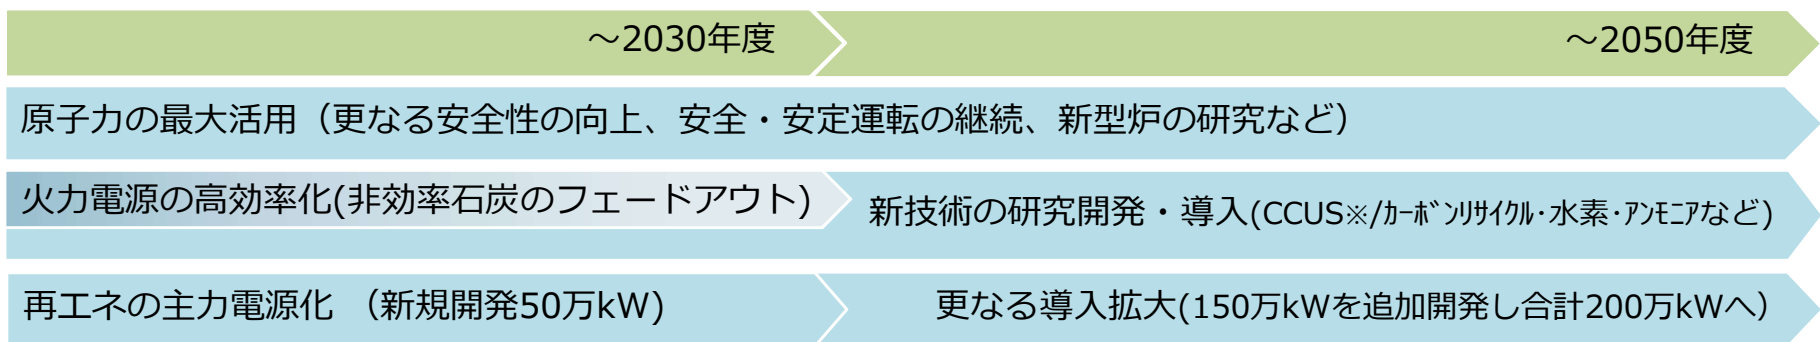 ～2030年度
～2050年度
原子力の最大活用（更なる安全性の向上、安全・安定運転の継続、新型炉の研究など）
火力電源の高効率化(非効率石炭のフェードアウト)
新技術の研究開発・導入(CCUS※/ｶｰﾎﾞﾝﾘｻｲｸﾙ･水素･ｱﾝﾓﾆｱなど)
再エネの主力電源化 （新規開発50万kW)
更なる導入拡大(150万kWを追加開発し合計200万kWへ）